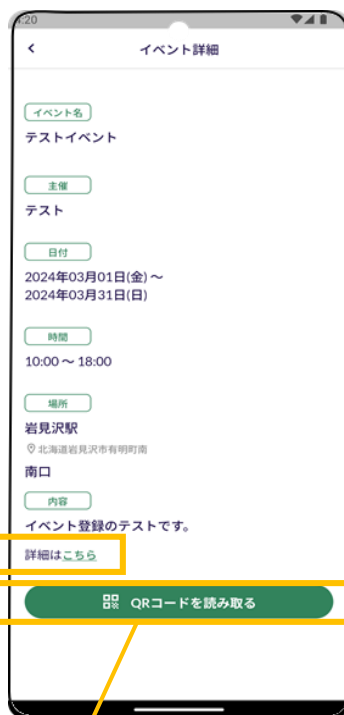 :20
イベント詳細
イベント名
テストイベント
主催
テスト
日付
2024年03月01日(金)～
2024年03月31日(日)
時間
10:00～18:00
場所
岩見沢駅
北海道岩見沢市有明町南
南口
内容
イベント登録のテストです。
詳細はこちら
QRコードを読み取る